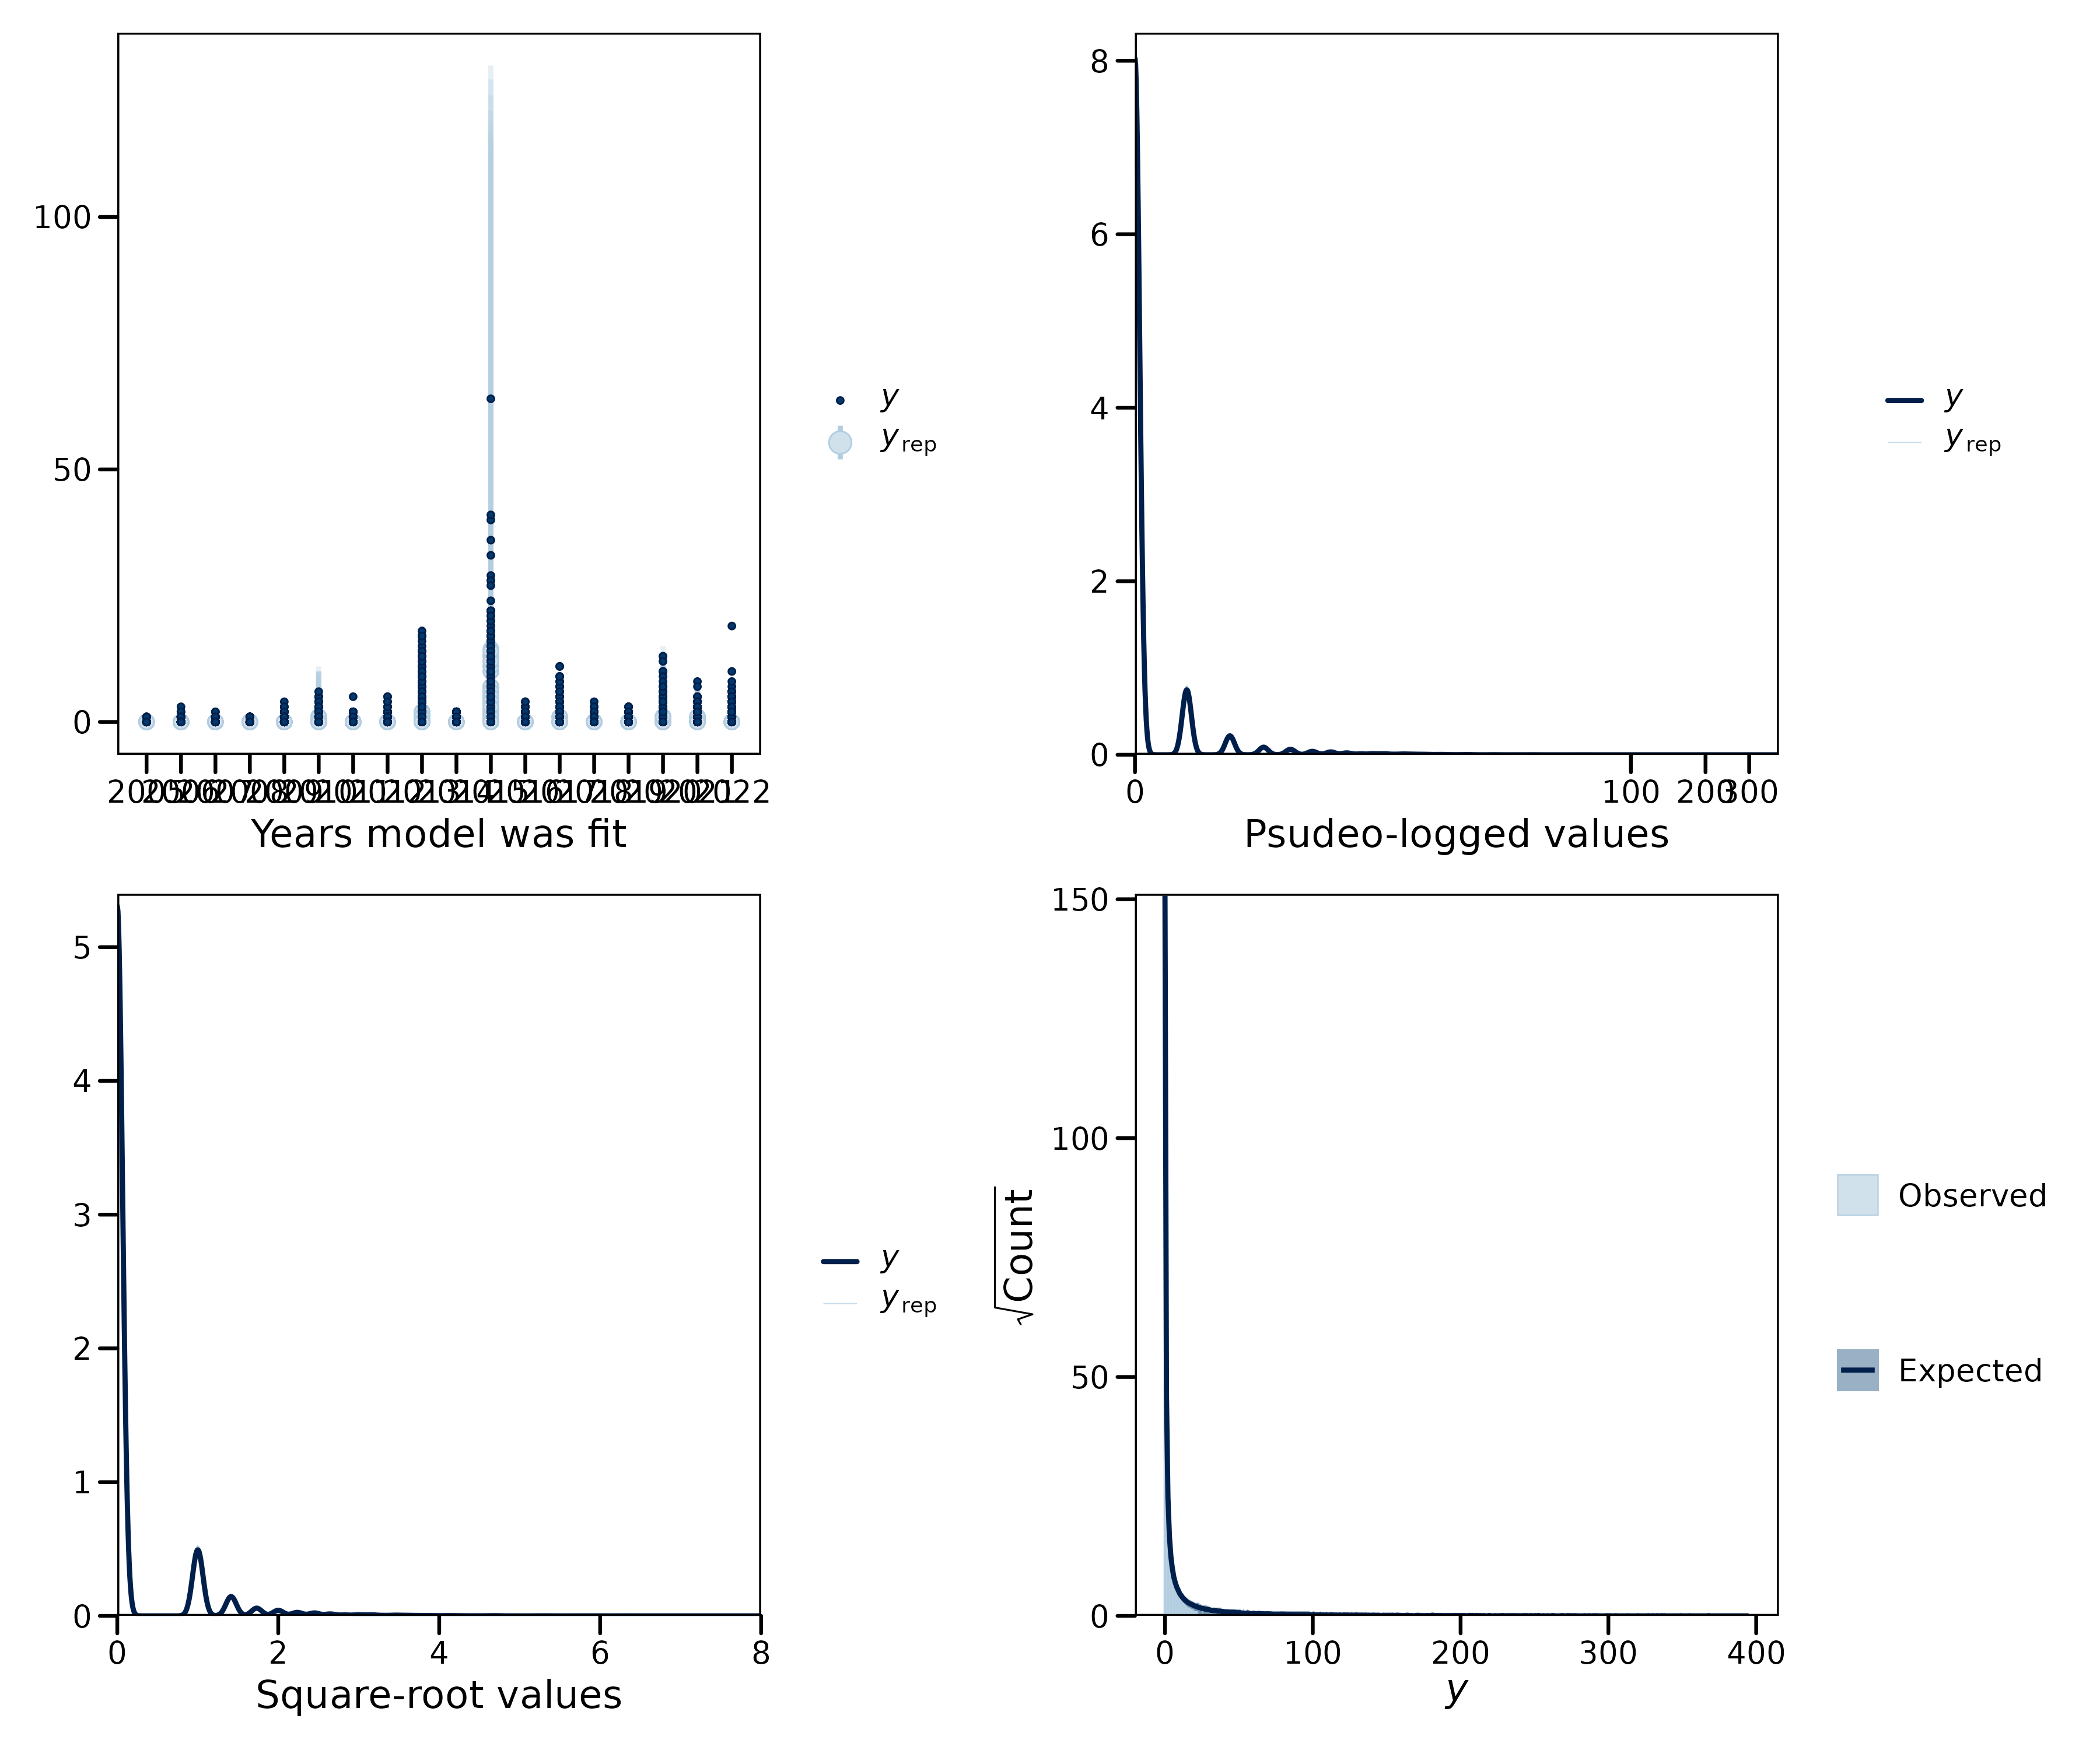 100
50
0
Years model was fit
y
y rep
8
6
4
2
0
0 100 200 300
Psudeo-logged values
y
y rep
5
4
3
2
1
0
0 2 4 6 8
Square-root values
y
y rep
150
100
50
0
√Count
0 100 200 300 400
y
Observed
Expected